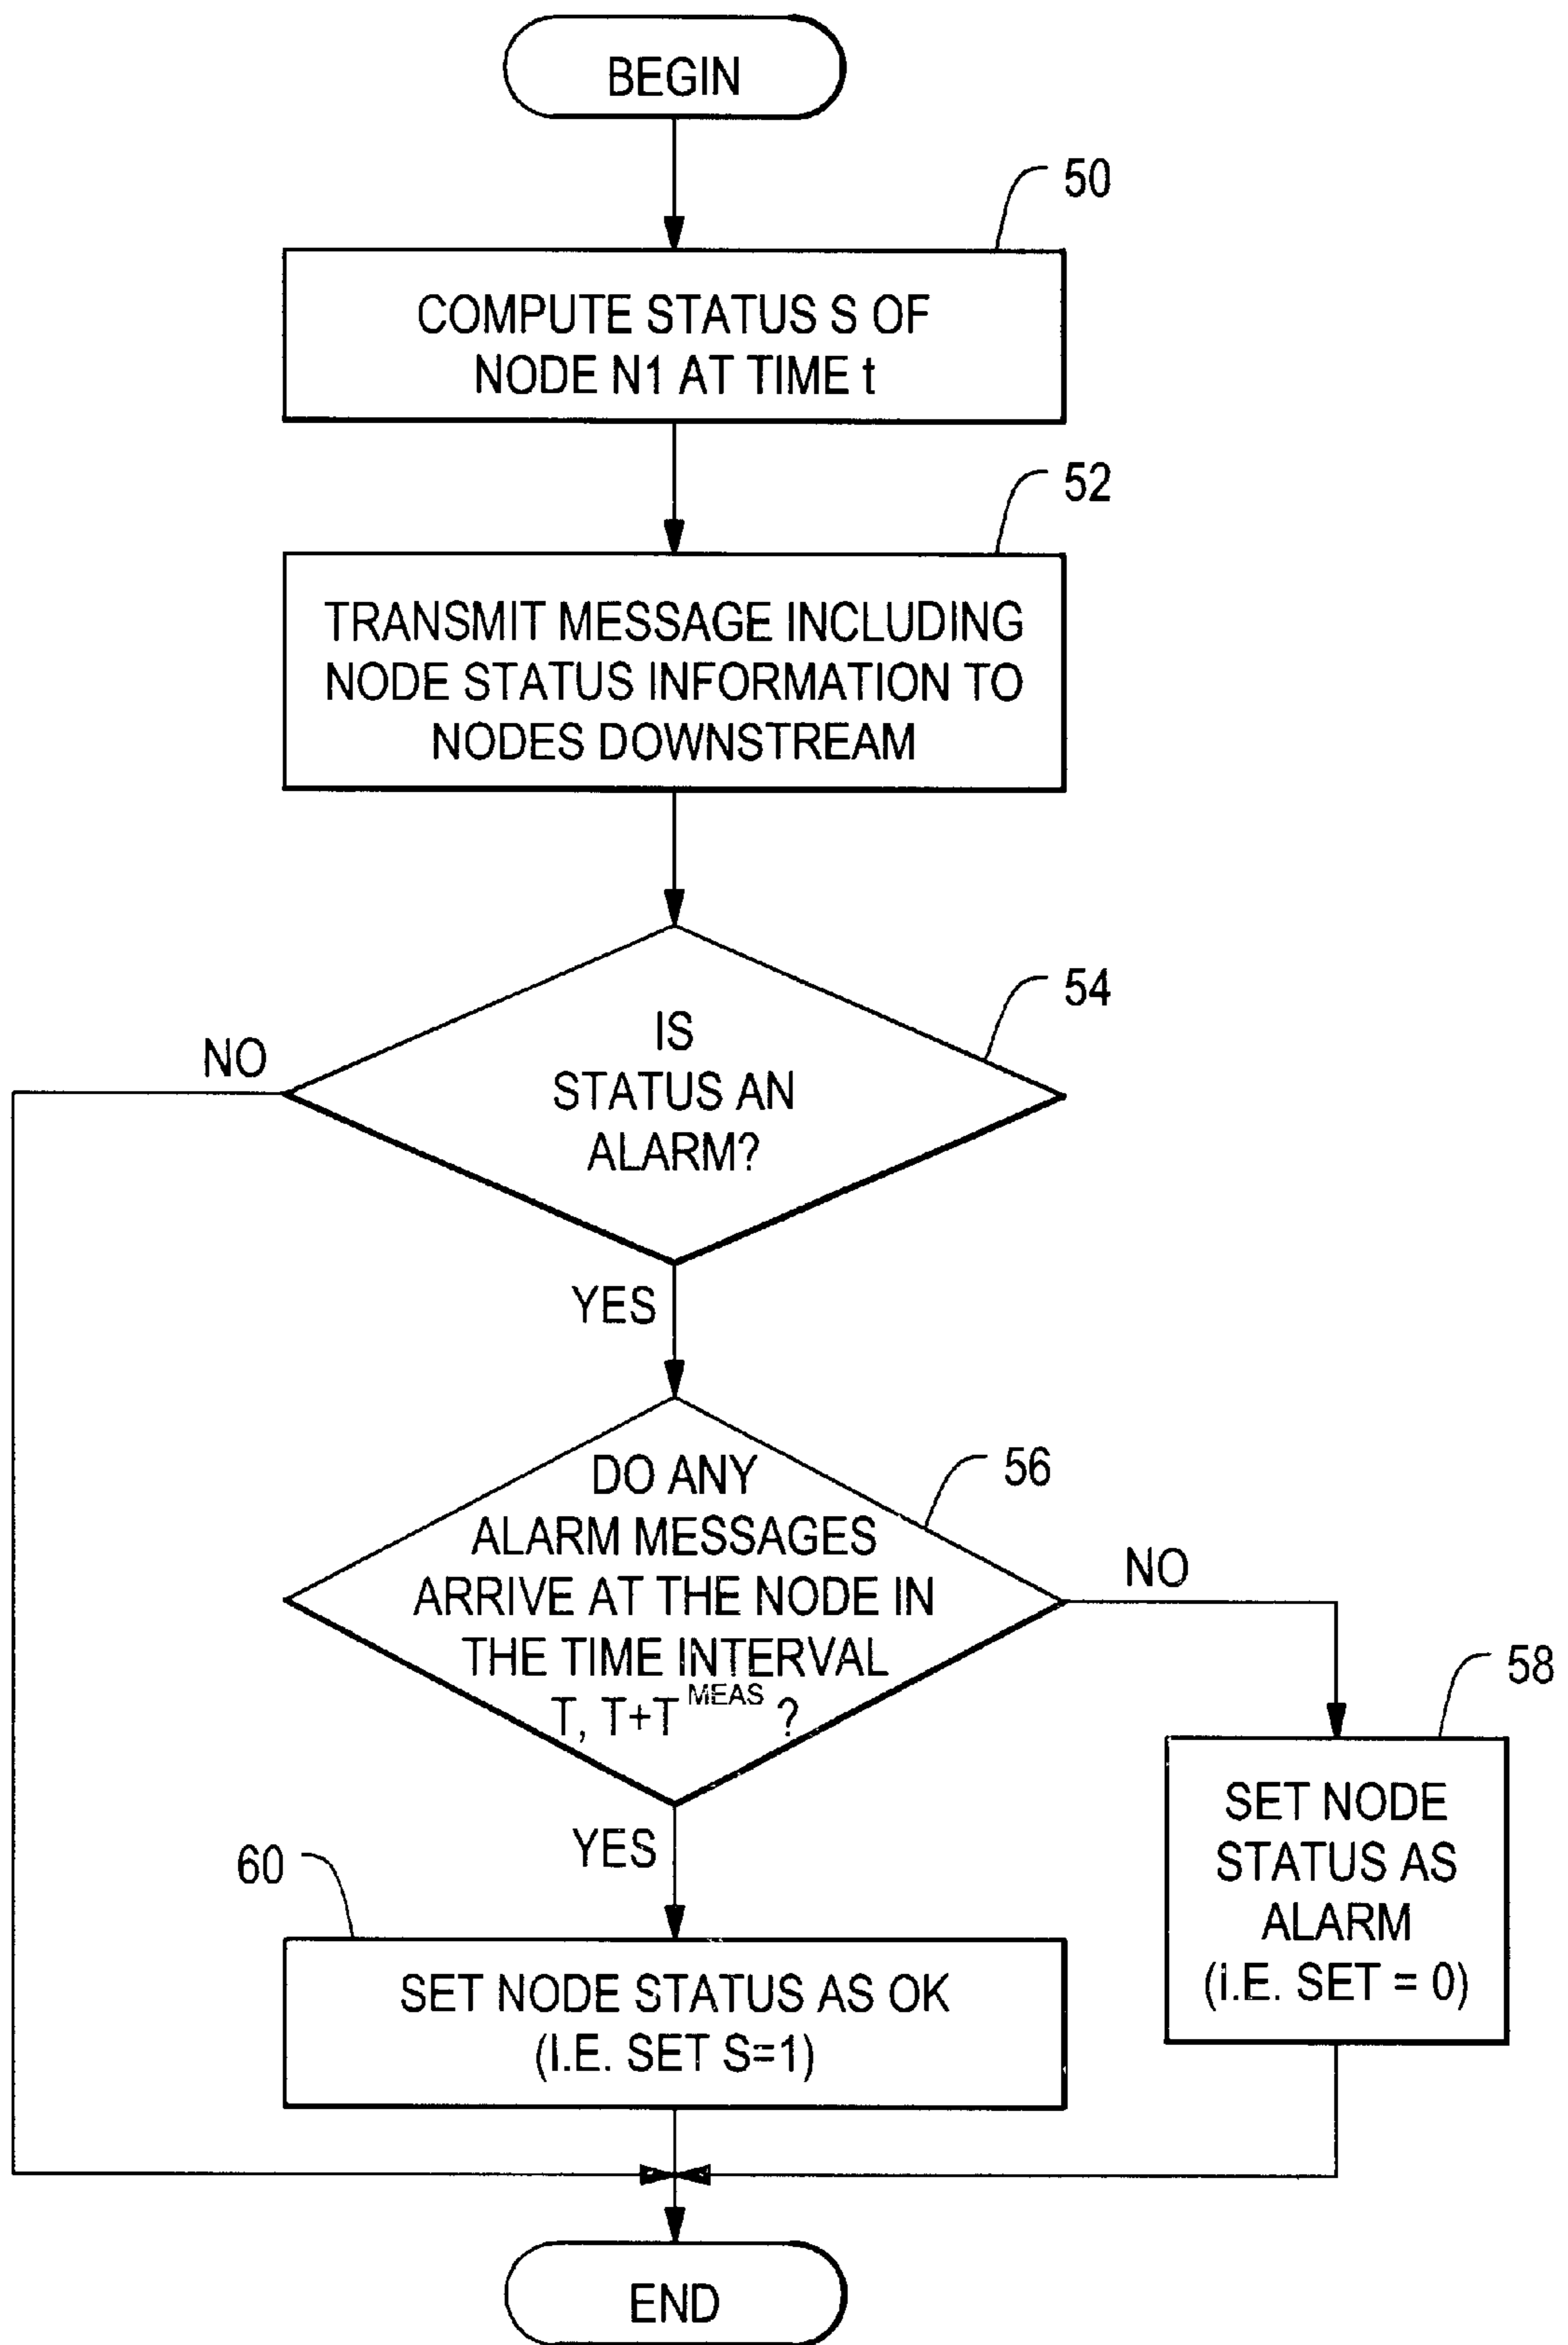 BEGIN
50
COMPUTE STATUS S OF
NODE N1 AT TIME t
52
TRANSMIT MESSAGE INCLUDING
NODE STATUS INFORMATION TO
NODES DOWNSTREAM
54
IS
STATUS AN
ALARM?
NO
YES
56
DO ANY
ALARM MESSAGES
ARRIVE AT THE NODE IN
THE TIME INTERVAL
T, T+T^MEAS ?
NO
58
SET NODE
STATUS AS
ALARM
(I.E. SET = 0)
YES
60
SET NODE STATUS AS OK
(I.E. SET S=1)
END